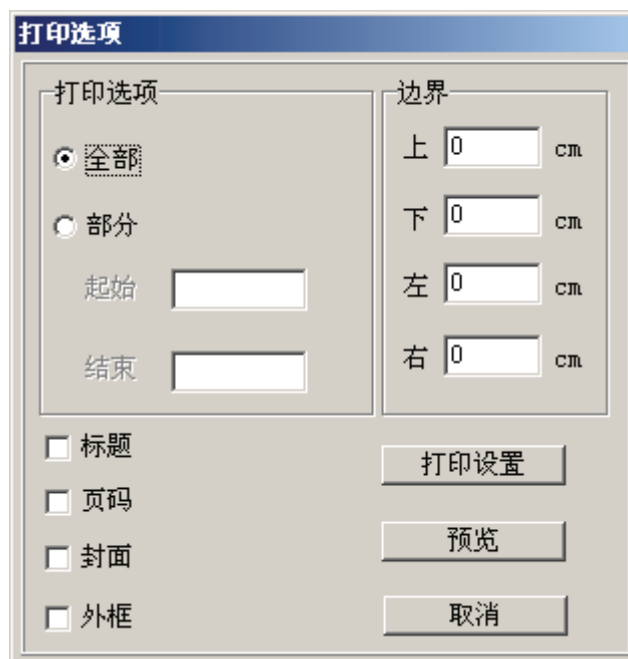 打印选项
打印选项
全部
部分
起始
结束
边界
上 0 cm
下 0 cm
左 0 cm
右 0 cm
标题
页码
封面
外框
打印设置
预览
取消